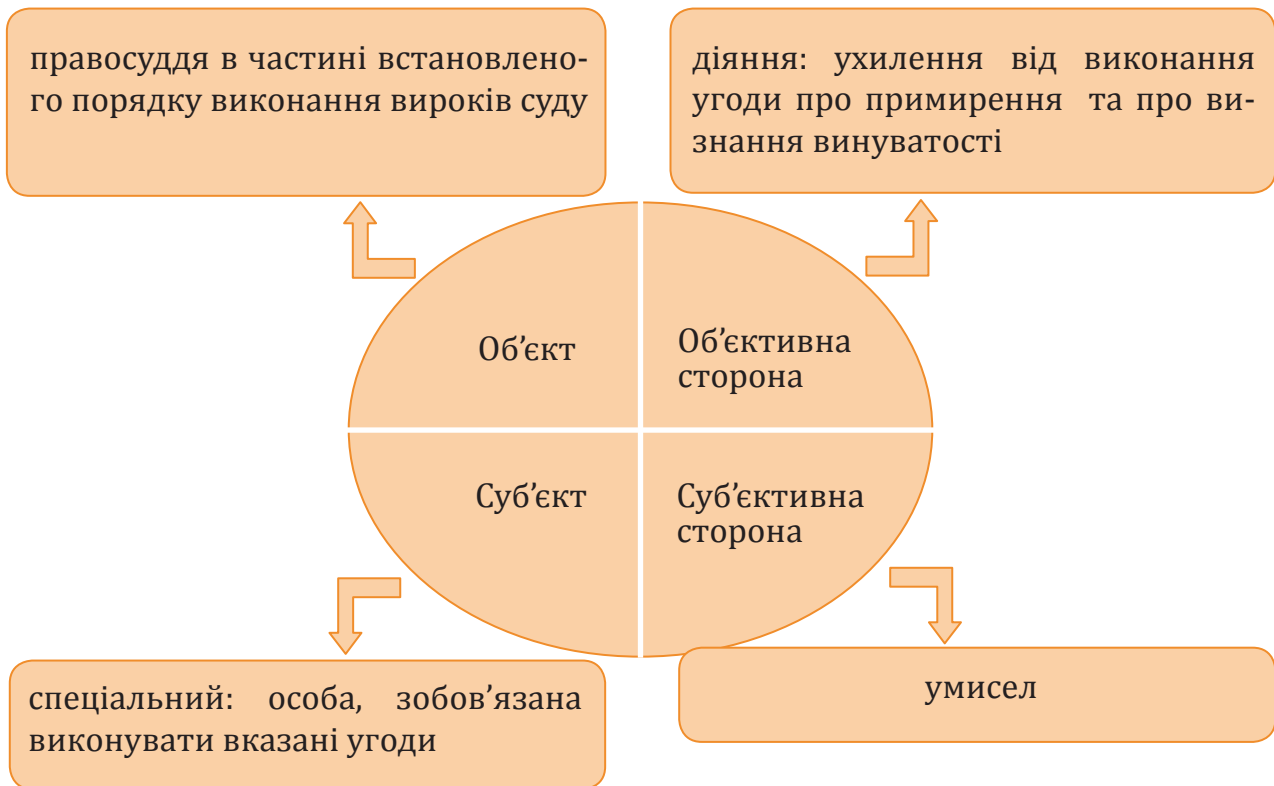 правосуддя в частині встановлено-
го порядку виконання вироків суду
діяння: ухилення від виконання
угоди про примирення та про ви-
знання винуватості
Об’єкт
Об’єктивна
сторона
Суб’єкт
Суб’єктивна
сторона
спеціальний: особа, зобов’язана
виконувати вказані угоди
умисел